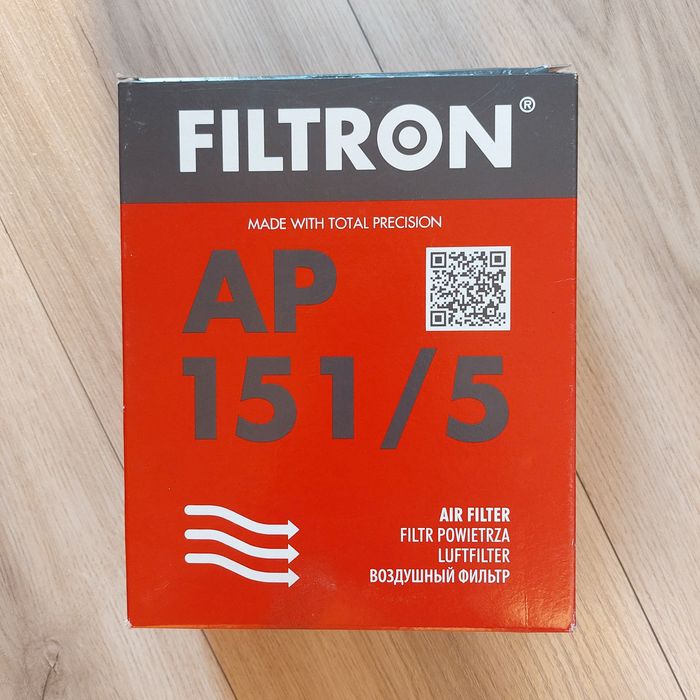 FILTRON®
MADE WITH TOTAL PRECISION
AP
151/5
AIR FILTER
FILTR POWIETRZA
LUFTFILTER
ВОЗДУШНЫЙ ФИЛЬТР